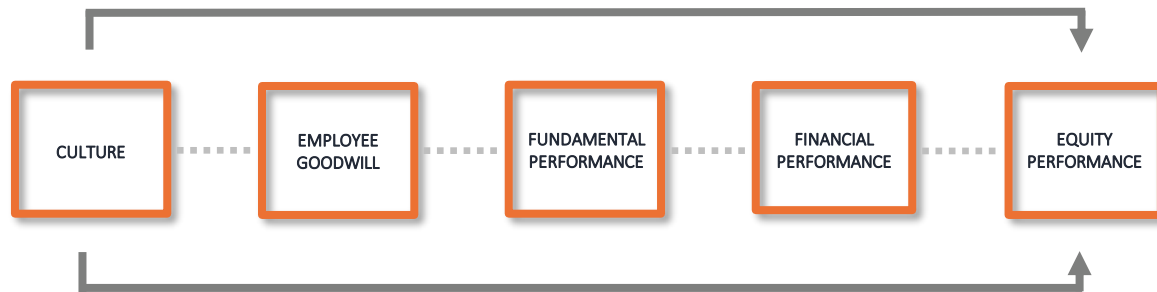 CULTURE
EMPLOYEE
GOODWILL
FUNDAMENTAL
PERFORMANCE
FINANCIAL
PERFORMANCE
EQUITY
PERFORMANCE